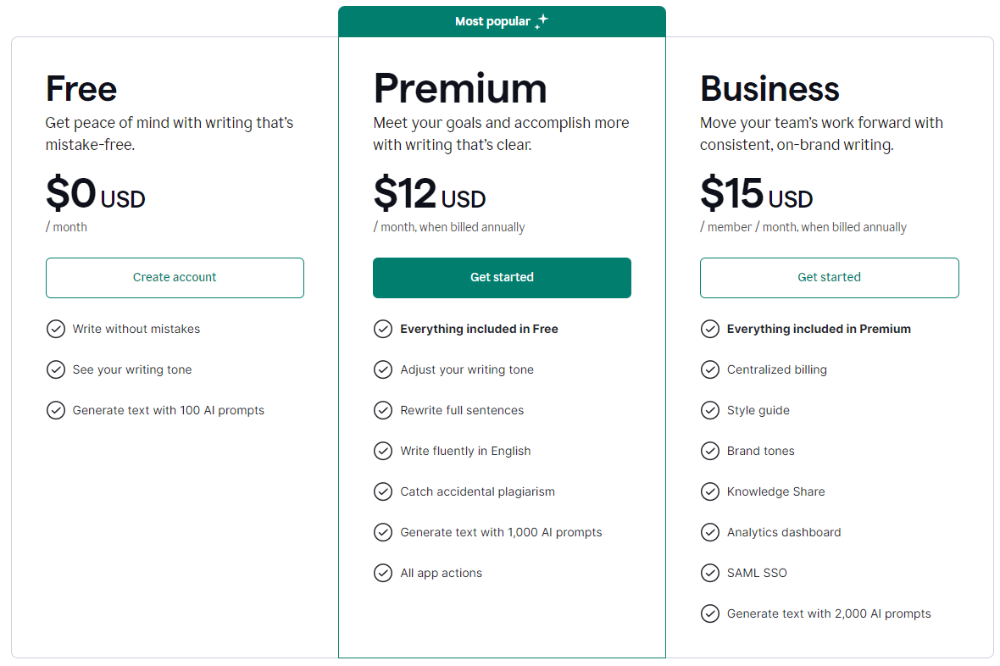 Most popular
Free
Get peace of mind with writing that's
mistake-free.
$0 USD
/ month
Create account
Write without mistakes
See your writing tone
Generate text with 100 AI prompts
Premium
Meet your goals and accomplish more
with writing that's clear.
$12 USD
/ month, when billed annually
Get started
Everything included in Free
Adjust your writing tone
Rewrite full sentences
Write fluently in English
Catch accidental plagiarism
Generate text with 1,000 AI prompts
All app actions
Business
Move your team's work forward with
consistent, on-brand writing.
$15 USD
/ member / month, when billed annually
Get started
Everything included in Premium
Centralized billing
Style guide
Brand tones
Knowledge Share
Analytics dashboard
SAML SSO
Generate text with 2,000 AI prompts